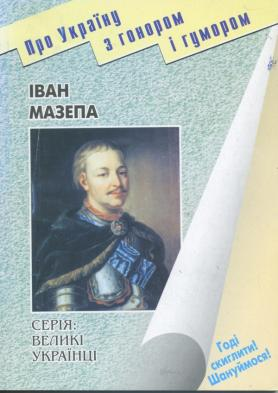 Про Україну
з гонором
і гумором
ІВАН
МАЗЕПА
СЕРІЯ:
ВЕЛИКІ
УКРАЇНЦІ
Годі
скиглити!
Шануймося!